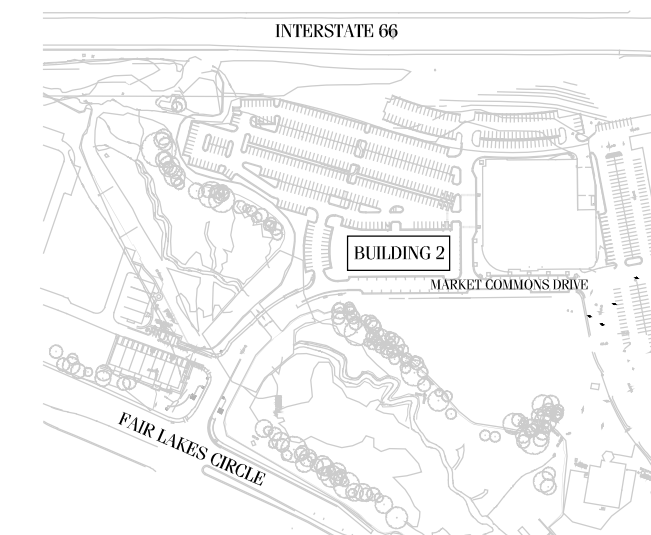 INTERSTATE 66
BUILDING 2
MARKET COMMONS DRIVE
FAIR LAKES CIRCLE